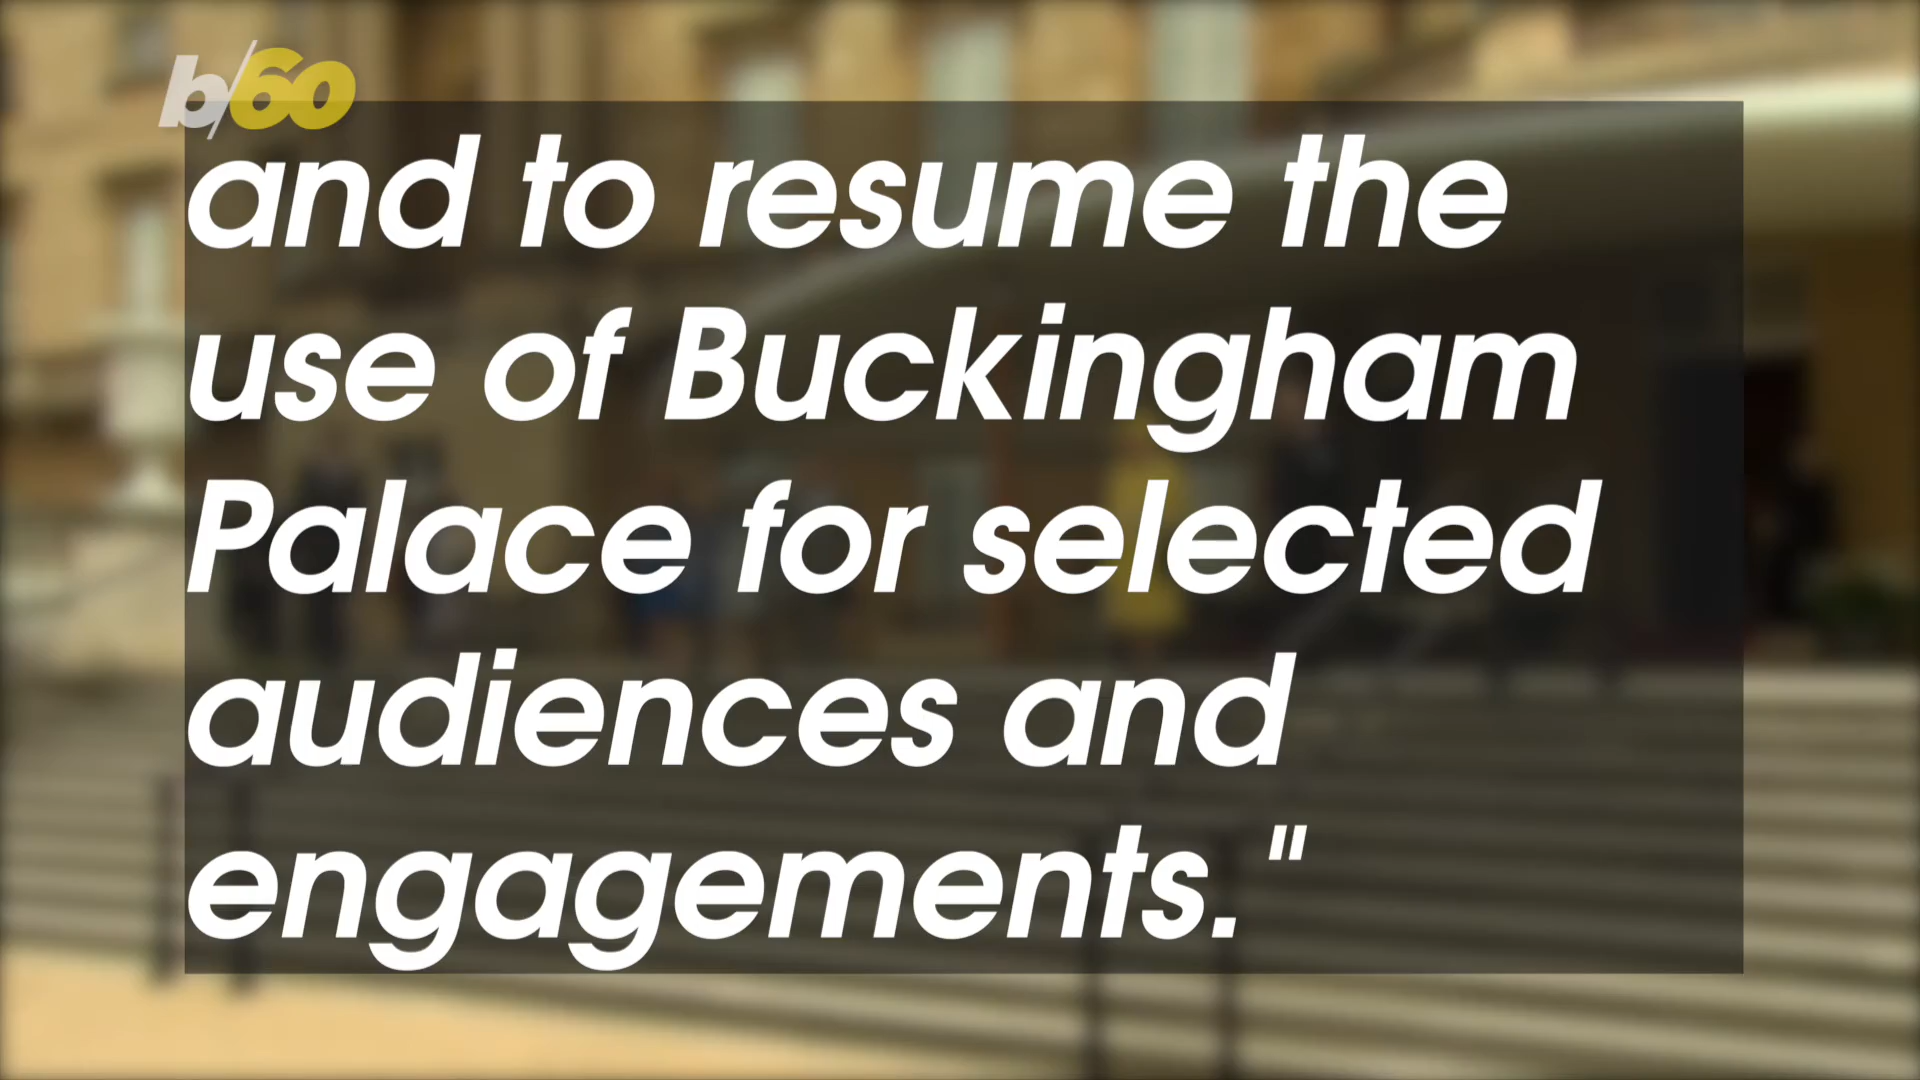 b/60
and to resume the
use of Buckingham
Palace for selected
audiences and
engagements."